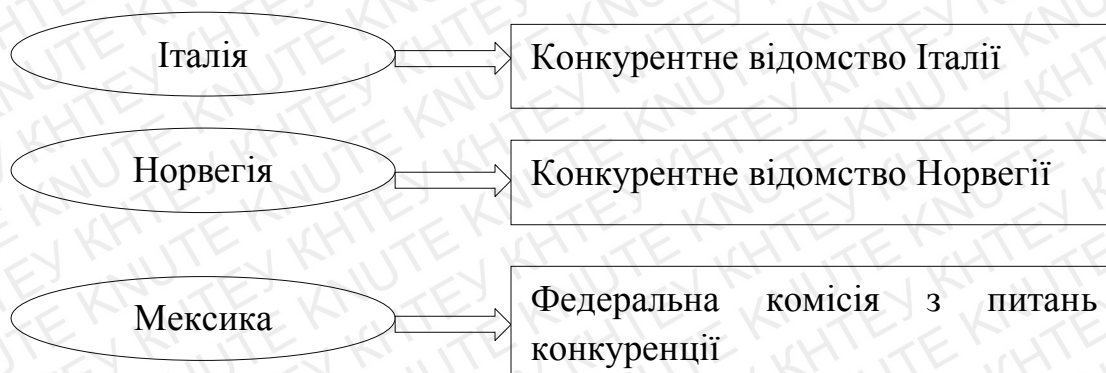 Італія
Конкурентне відомство Італії
Норвегія
Конкурентне відомство Норвегії
Мексика
Федеральна комісія з питань
конкуренції